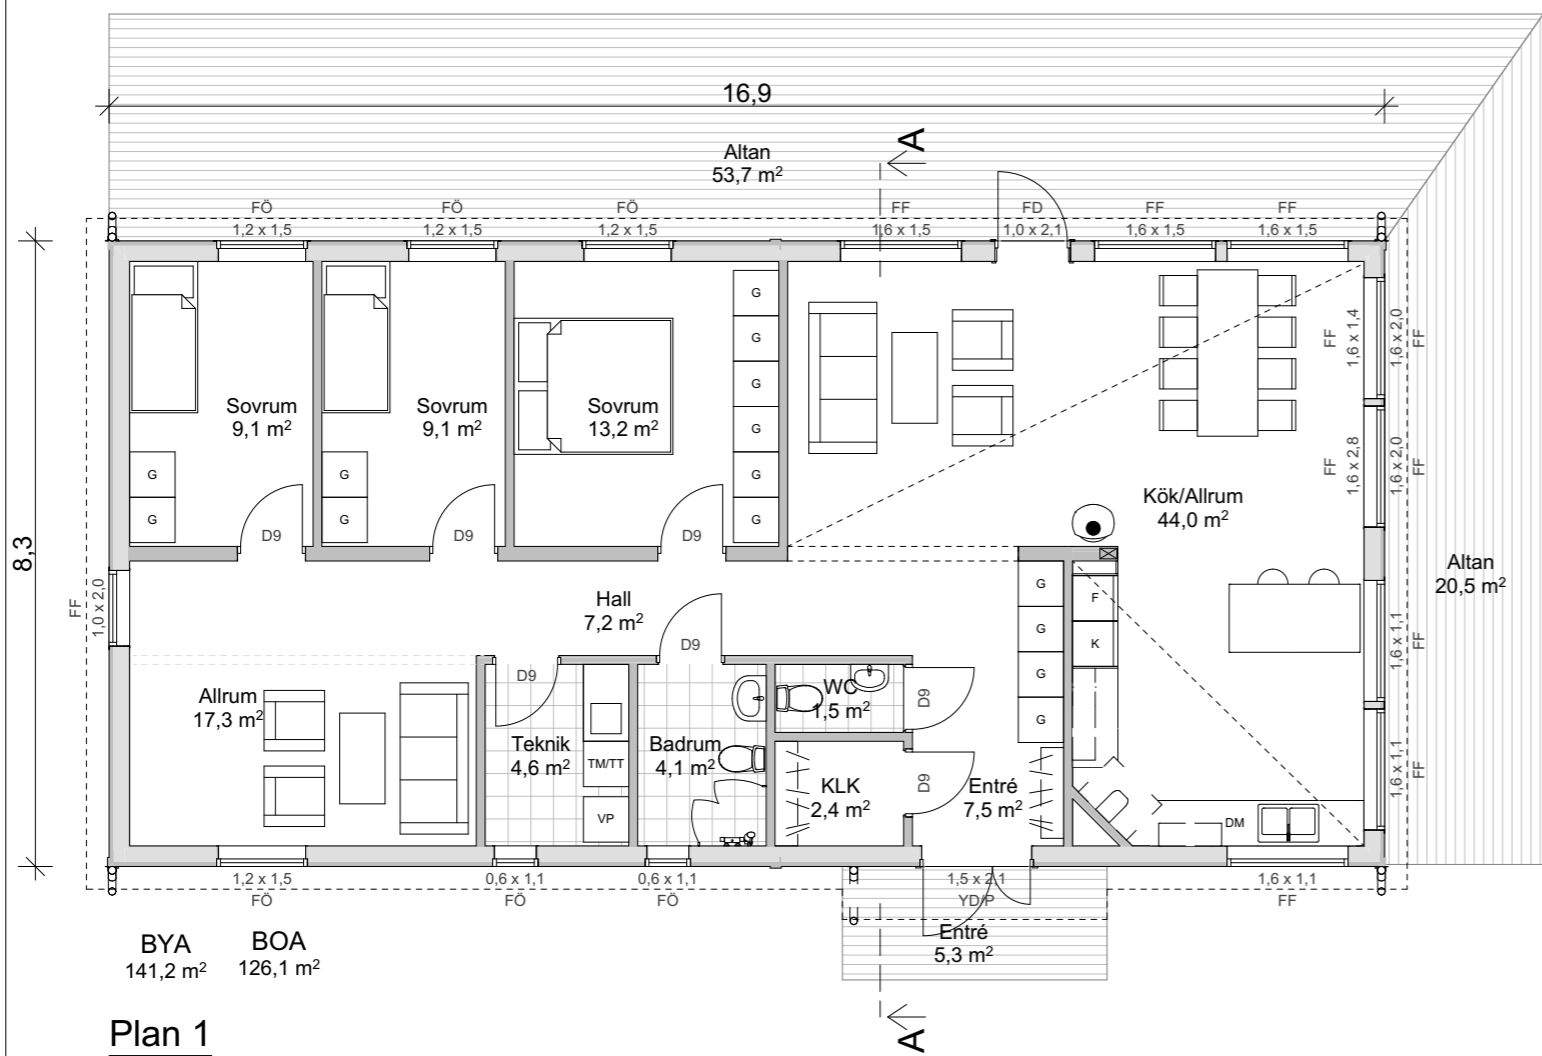 16,9
A
Altan
53,7 m²
FÖ
1,2 x 1,5
FÖ
1,2 x 1,5
FÖ
1,2 x 1,5
FF
1,6 x 1,5
FD
1,0 x 2,1
FF
1,6 x 1,5
FF
1,6 x 1,5
8,3
Sovrum
9,1 m²
G
G
D9
Sovrum
9,1 m²
G
G
D9
Sovrum
13,2 m²
G
G
G
G
G
G
D9
FF
1,6 x 1,4
1,6 x 2,0
FF
FF
1,6 x 2,8
1,6 x 2,0
FF
Kök/Allrum
44,0 m²
Altan
20,5 m²
FF
1,0 x 2,0
Hall
7,2 m²
D9
D9
G
G
G
G
F
K
1,6 x 1,1
FF
1,6 x 1,1
FF
Allrum
17,3 m²
Teknik
4,6 m²
TM/TT
VP
Badrum
4,1 m²
WC
1,5 m²
D9
KLK
2,4 m²
D9
Entré
7,5 m²
DM
1,2 x 1,5
FÖ
0,6 x 1,1
FÖ
0,6 x 1,1
FÖ
1,5 x 2,1
YD/P
1,6 x 1,1
FF
Entré
5,3 m²
BYA
141,2 m²
BOA
126,1 m²
A
Plan 1